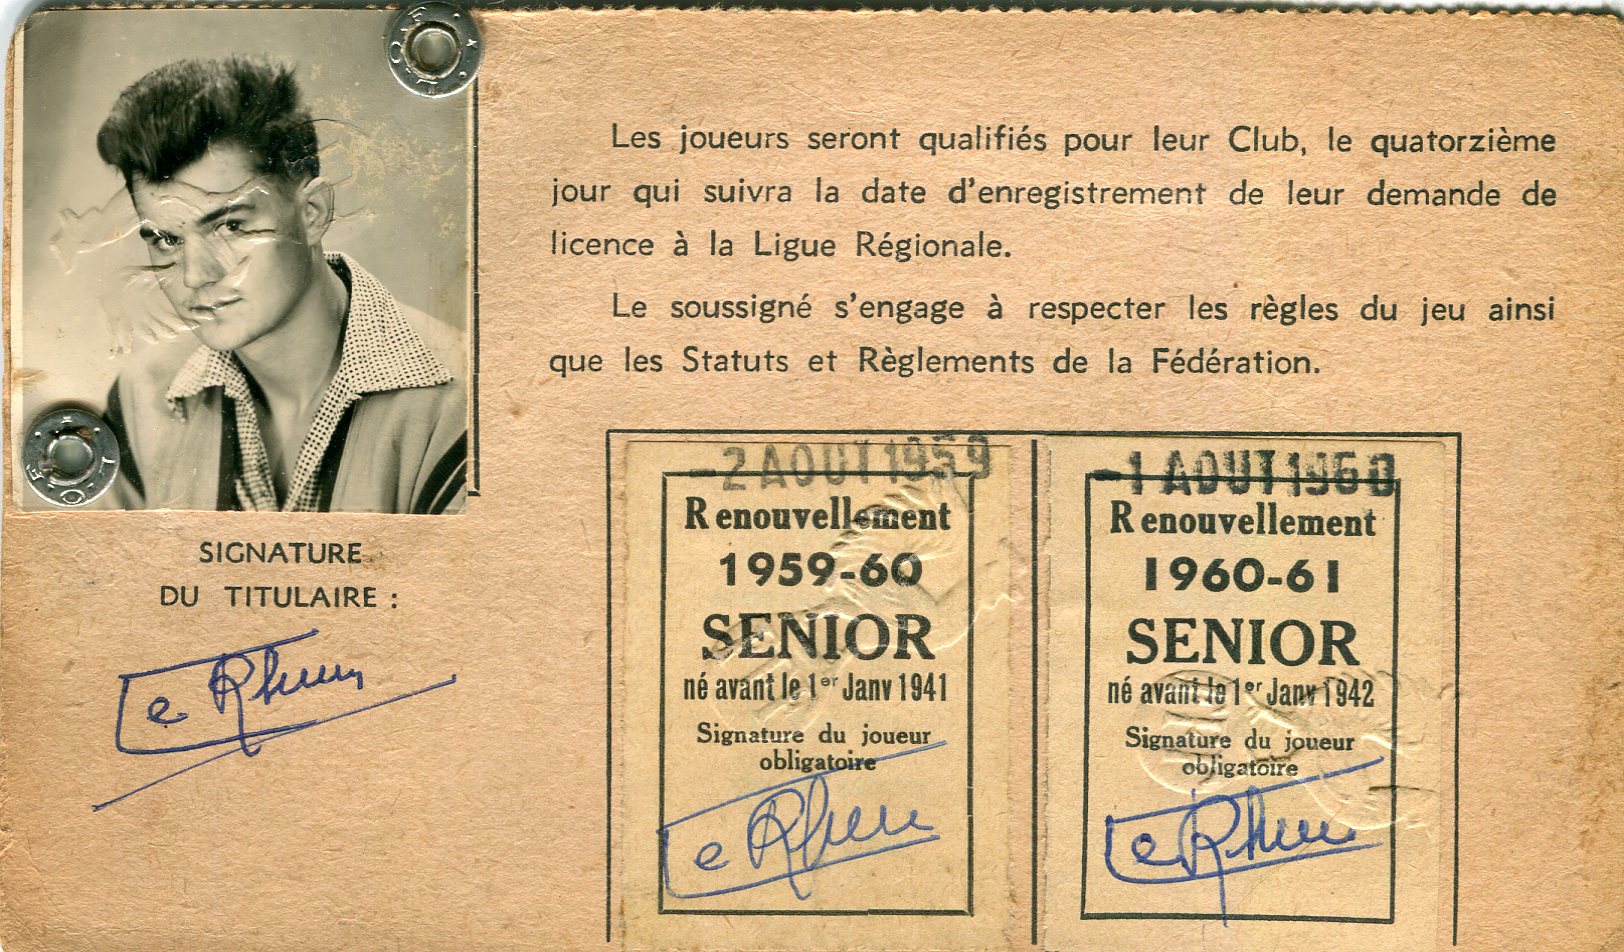 Les joueurs seront qualifiés pour leur Club, le quatorzième
jour qui suivra la date d'enregistrement de leur demande de
licence à la Ligue Régionale.
Le soussigné s'engage à respecter les règles du jeu ainsi
que les Statuts et Règlements de la Fédération.
SIGNATURE
DU TITULAIRE :
-2 AOUT 1959
Renouvellement
1959-60
SENIOR
né avant le 1er Janv 1941
Signature du joueur
obligatoire
-1 AOUT 1960
Renouvellement
1960-61
SENIOR
né avant le 1er Janv 1942
Signature du joueur
obligatoire